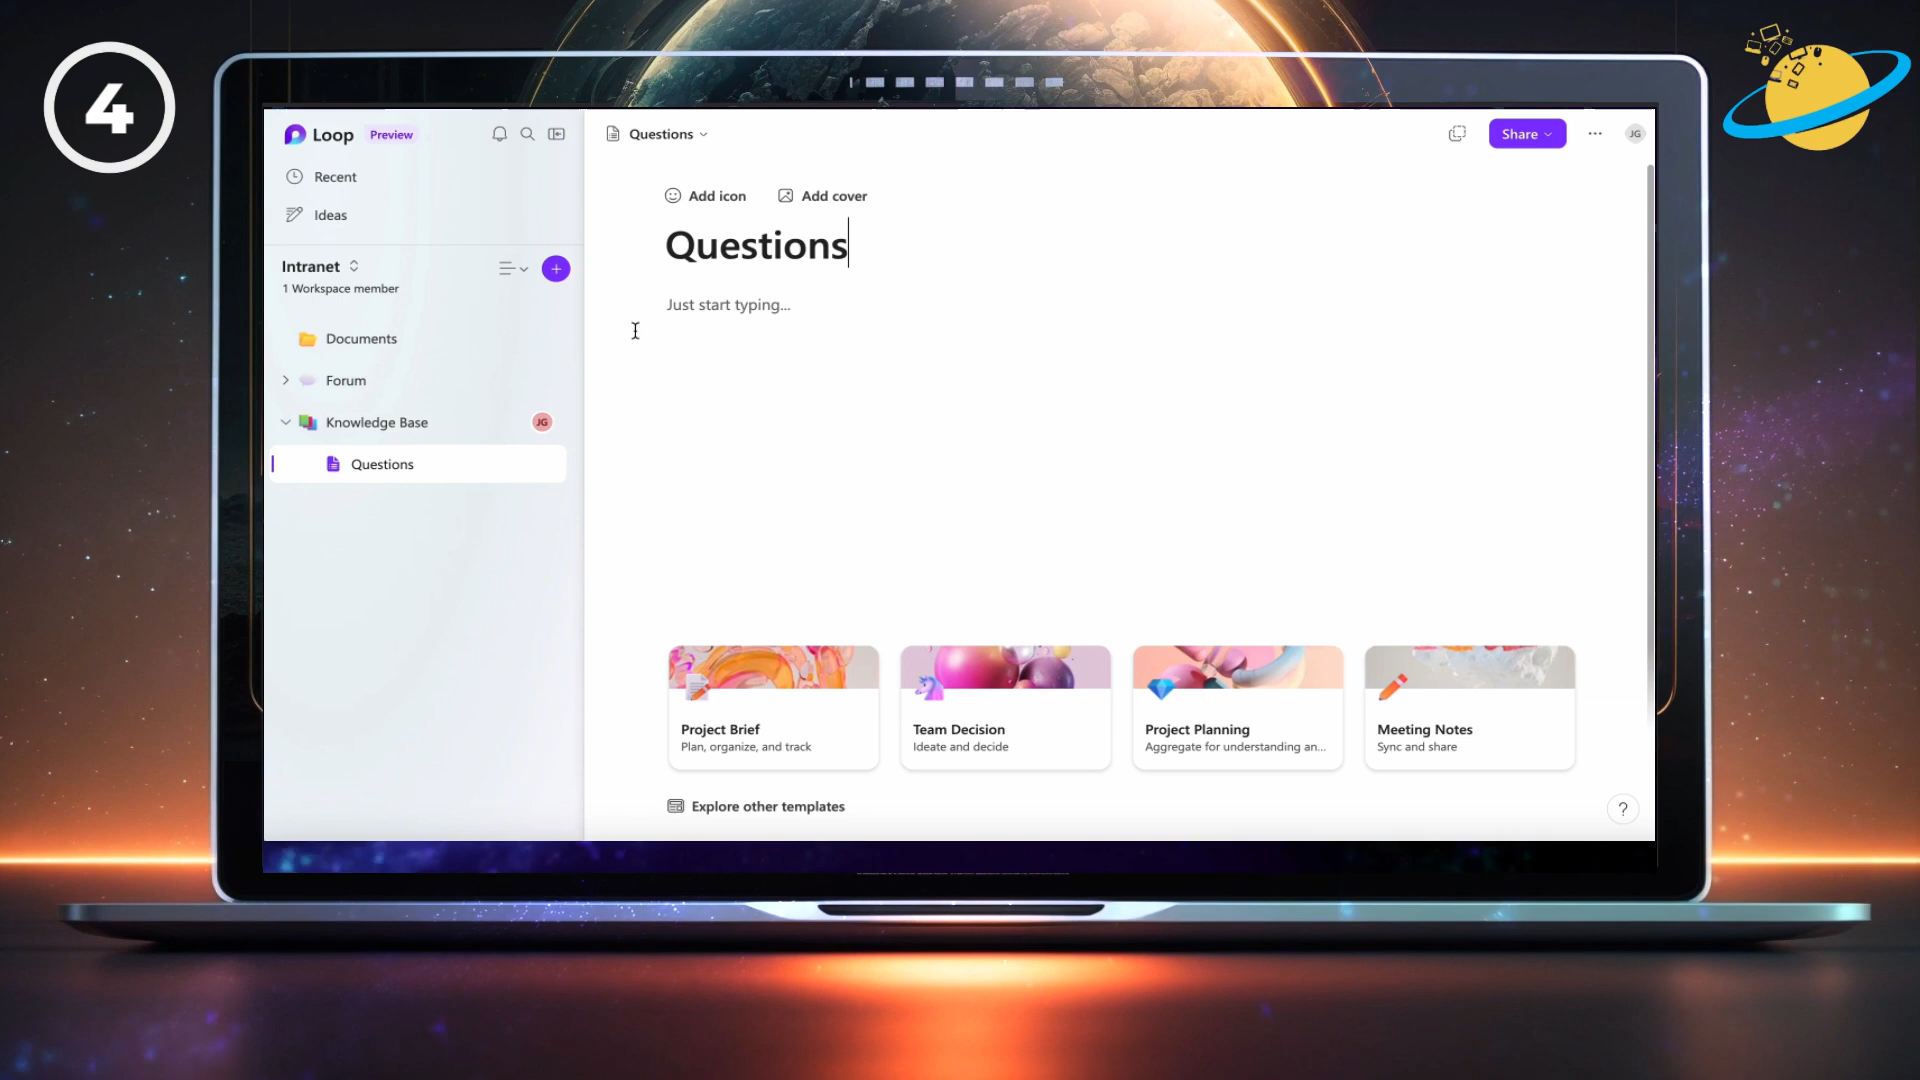 4
Loop Preview
Recent
Ideas
Intranet
1 Workspace member
Documents
Forum
Knowledge Base JG
Questions
Questions
Share
JG
Add icon Add cover
Questions
Just start typing...
Project Brief
Plan, organize, and track
Team Decision
Ideate and decide
Project Planning
Aggregate for understanding an...
Meeting Notes
Sync and share
Explore other templates
?